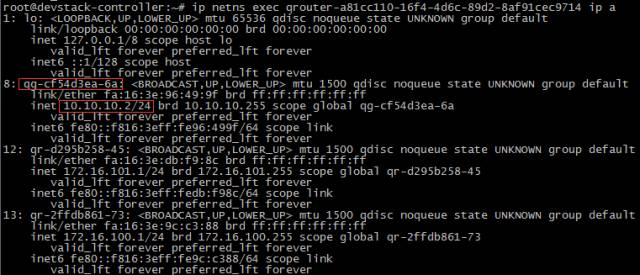 root@devstack-controller:~# ip netns exec qrouter-a81cc110-16f4-4d6c-89d2-8af91cec9714 ip a
1: lo: <LOOPBACK,UP,LOWER_UP> mtu 65536 qdisc noqueue state UNKNOWN group default
link/loopback 00:00:00:00:00:00 brd 00:00:00:00:00:00
inet 127.0.0.1/8 scope host lo
valid_lft forever preferred_lft forever
inet6 ::1/128 scope host
valid_lft forever preferred_lft forever
8: qg-cf54d3ea-6a: <BROADCAST,UP,LOWER_UP> mtu 1500 qdisc noqueue state UNKNOWN group default
link/ether fa:16:3e:96:49:9f brd ff:ff:ff:ff:ff:ff
inet 10.10.10.2/24 brd 10.10.10.255 scope global qg-cf54d3ea-6a
valid_lft forever preferred_lft forever
inet6 fe80::f816:3eff:fe96:499f/64 scope link
valid_lft forever preferred_lft forever
12: qr-d295b258-45: <BROADCAST,UP,LOWER_UP> mtu 1500 qdisc noqueue state UNKNOWN group default
link/ether fa:16:3e:db:f9:8c brd ff:ff:ff:ff:ff:ff
inet 172.16.101.1/24 brd 172.16.101.255 scope global qr-d295b258-45
valid_lft forever preferred_lft forever
inet6 fe80::f816:3eff:fedb:f98c/64 scope link
valid_lft forever preferred_lft forever
13: qr-2ffdb861-73: <BROADCAST,UP,LOWER_UP> mtu 1500 qdisc noqueue state UNKNOWN group default
link/ether fa:16:3e:9c:c3:88 brd ff:ff:ff:ff:ff:ff
inet 172.16.100.1/24 brd 172.16.100.255 scope global qr-2ffdb861-73
valid_lft forever preferred_lft forever
inet6 fe80::f816:3eff:fe9c:c388/64 scope link
valid_lft forever preferred_lft forever